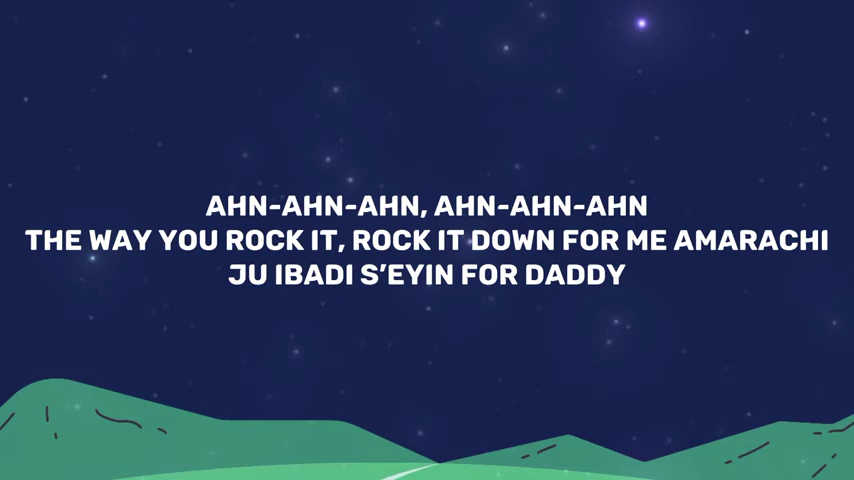 AHN-AHN-AHN, AHN-AHN-AHN
THE WAY YOU ROCK IT, ROCK IT DOWN FOR ME AMARACHI
JU IBADI S’EYIN FOR DADDY